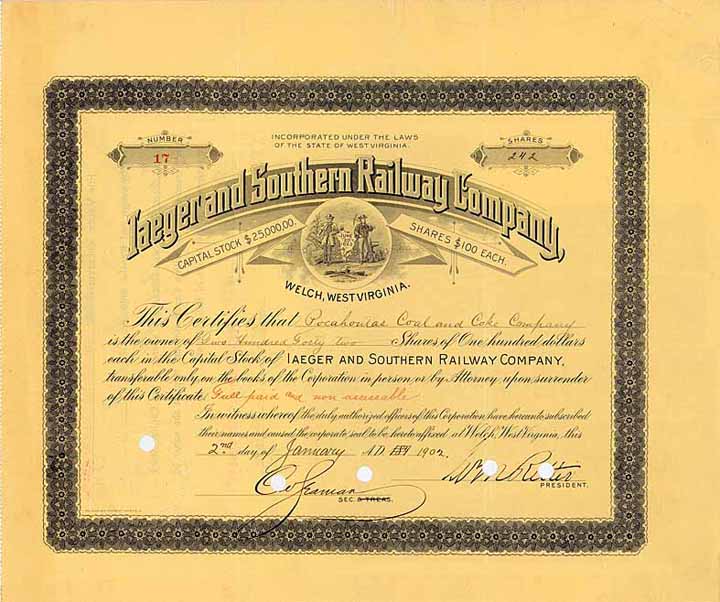 NUMBER
17
INCORPORATED UNDER THE LAWS
OF THE STATE OF WEST VIRGINIA.
SHARES
242
Iaeger and Southern Railway Company,
CAPITAL STOCK $25,000,00.
SHARES $100 EACH.
WELCH, WEST VIRGINIA.
This Certifies that Pocahontas Coal and Coke Company
is the owner of Two Hundred Forty two Shares of One hundred dollars
each in the Capital Stock of IAEGER AND SOUTHERN RAILWAY COMPANY,
transferable only on the books of the Corporation in person or by Attorney upon surrender
of this Certificate Full paid and non assessable
In witness whereof the duly authorized officers of this Corporation have hereunto subscribed
their names and caused the corporate seal to be hereto affixed at Welch, West Virginia, this
2nd day of January A.D. 1902.
SEC. & TREAS.
Wm Ritter
PRESIDENT.